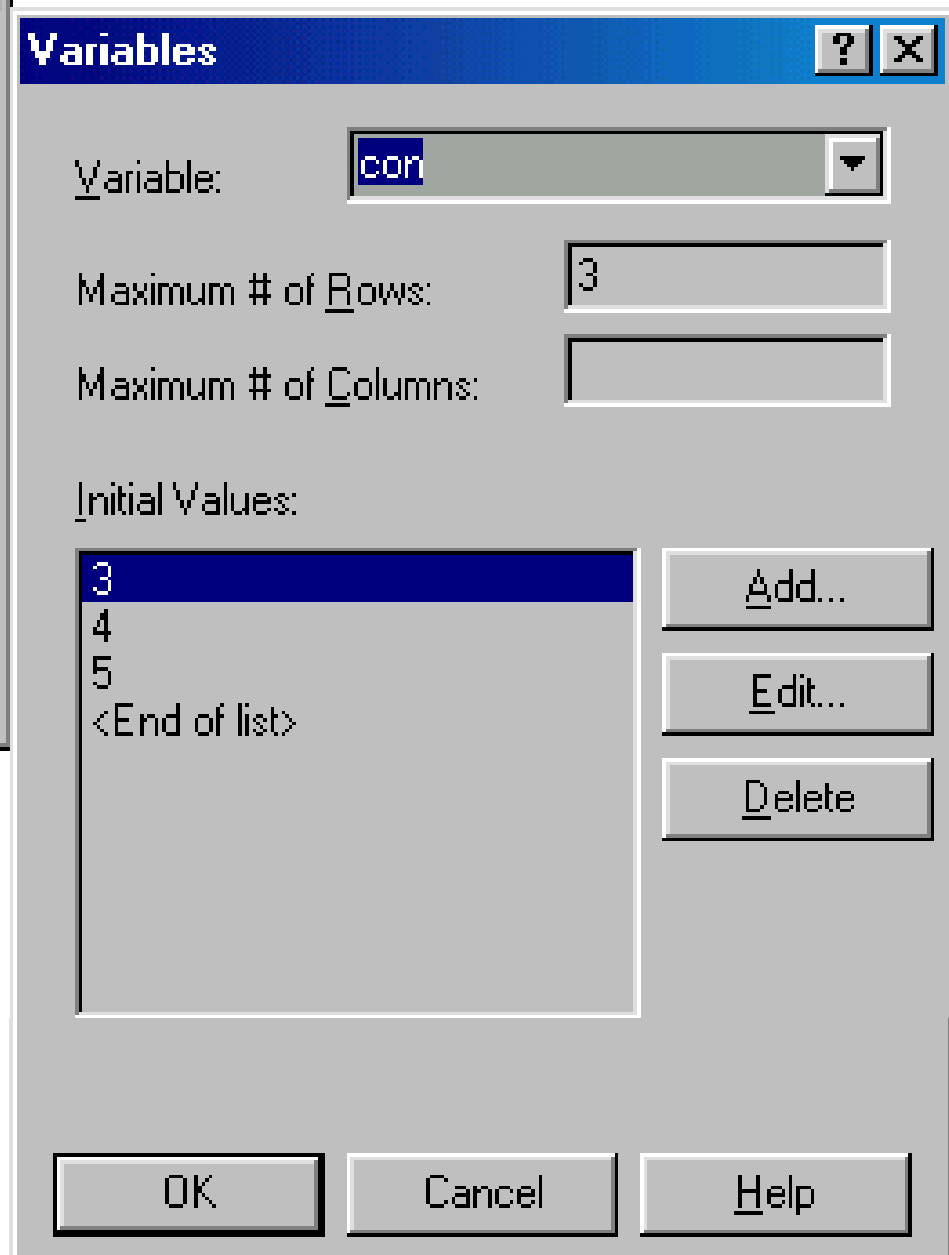 Variables ?
Variable: con
Maximum # of Rows: 3
Maximum # of Columns:
Initial Values:
3
4
5
<End of list>
Add...
Edit...
Delete
OK Cancel Help